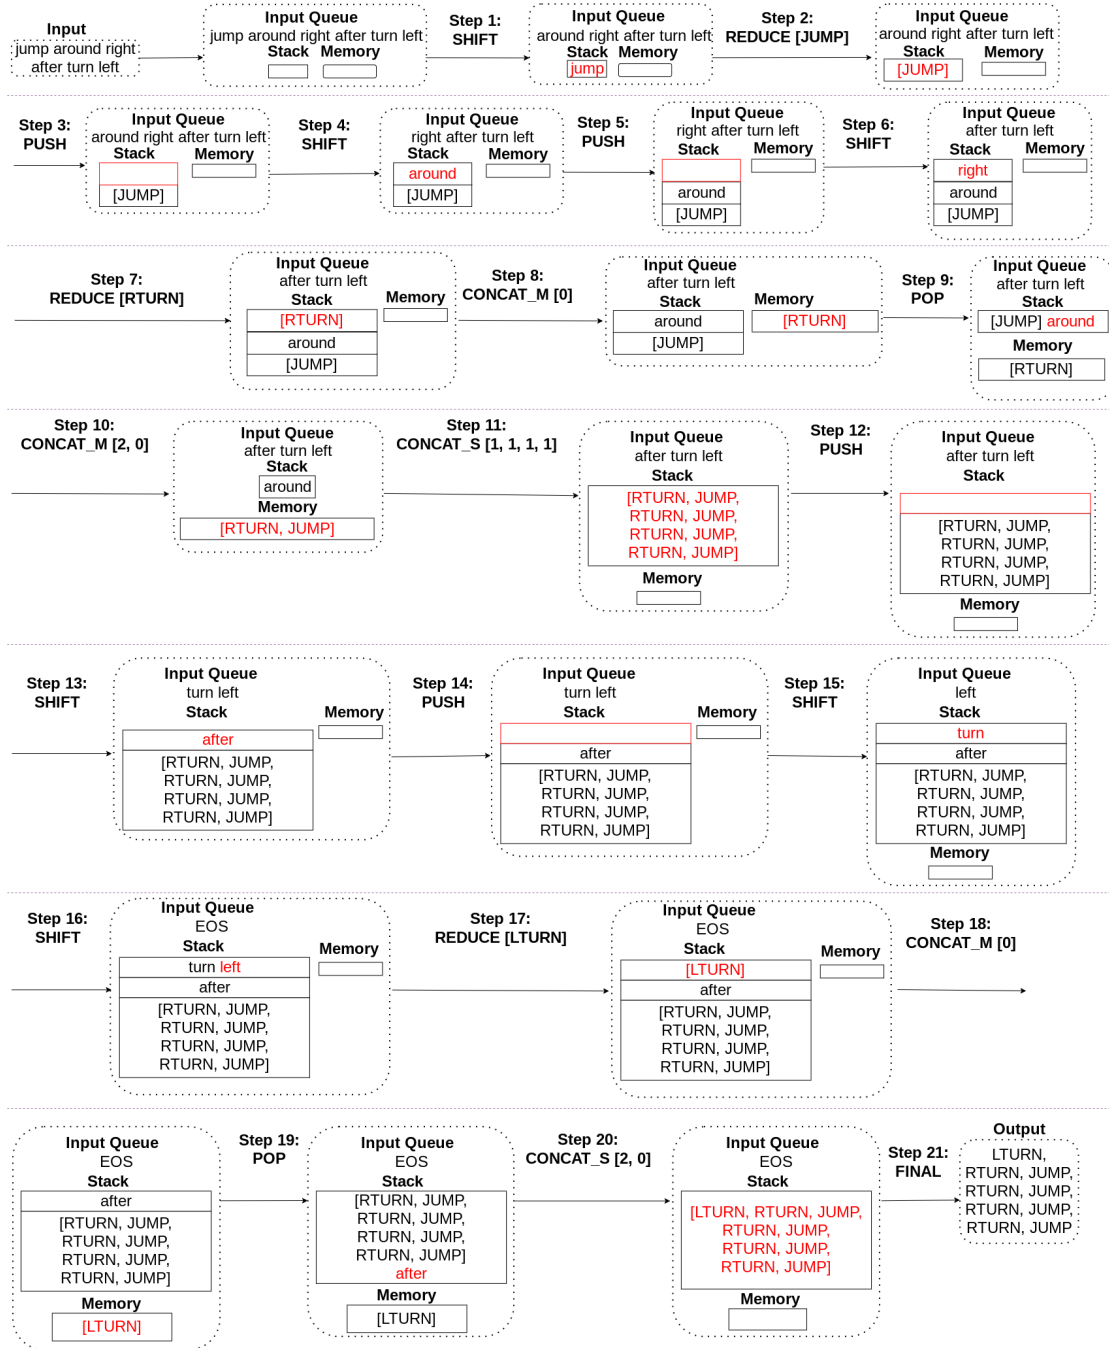 Input
jump around right
after turn left
Input Queue
jump around right after turn left
Stack Memory
Step 1:
SHIFT
Input Queue
around right after turn left
Stack Memory
jump
Step 2:
REDUCE [JUMP]
Input Queue
around right after turn left
Stack Memory
[JUMP]
Step 3:
PUSH
Input Queue
around right after turn left
Stack Memory
[JUMP]
Step 4:
SHIFT
Input Queue
right after turn left
Stack Memory
around
[JUMP]
Step 5:
PUSH
Input Queue
right after turn left
Stack Memory
around
[JUMP]
Step 6:
SHIFT
Input Queue
after turn left
Stack Memory
right
around
[JUMP]
Step 7:
REDUCE [RTURN]
Input Queue
after turn left
Stack Memory
[RTURN]
around
[JUMP]
Step 8:
CONCAT_M [0]
Input Queue
after turn left
Stack Memory
around
[JUMP]
[RTURN]
Step 9:
POP
Input Queue
after turn left
Stack
[JUMP] around
Memory
[RTURN]
Step 10:
CONCAT_M [2, 0]
Input Queue
after turn left
Stack
around
Memory
[RTURN, JUMP]
Step 11:
CONCAT_S [1, 1, 1, 1]
Input Queue
after turn left
Stack
[RTURN, JUMP,
RTURN, JUMP,
RTURN, JUMP,
RTURN, JUMP]
Memory
Step 12:
PUSH
Input Queue
after turn left
Stack
[RTURN, JUMP,
RTURN, JUMP,
RTURN, JUMP,
RTURN, JUMP]
Memory
Step 13:
SHIFT
Input Queue
turn left
Stack
Memory
after
[RTURN, JUMP,
RTURN, JUMP,
RTURN, JUMP,
RTURN, JUMP]
Step 14:
PUSH
Input Queue
turn left
Stack
Memory
after
[RTURN, JUMP,
RTURN, JUMP,
RTURN, JUMP,
RTURN, JUMP]
Step 15:
SHIFT
Input Queue
left
Stack
turn
after
[RTURN, JUMP,
RTURN, JUMP,
RTURN, JUMP,
RTURN, JUMP]
Memory
Step 16:
SHIFT
Input Queue
EOS
Stack
Memory
turn left
after
[RTURN, JUMP,
RTURN, JUMP,
RTURN, JUMP,
RTURN, JUMP]
Step 17:
REDUCE [LTURN]
Input Queue
EOS
Stack
Memory
[LTURN]
after
[RTURN, JUMP,
RTURN, JUMP,
RTURN, JUMP,
RTURN, JUMP]
Step 18:
CONCAT_M [0]
Input Queue
EOS
Stack
after
[RTURN, JUMP,
RTURN, JUMP,
RTURN, JUMP,
RTURN, JUMP]
Memory
[LTURN]
Step 19:
POP
Input Queue
EOS
Stack
[RTURN, JUMP,
RTURN, JUMP,
RTURN, JUMP,
RTURN, JUMP]
after
Memory
[LTURN]
Step 20:
CONCAT_S [2, 0]
Input Queue
EOS
Stack
[LTURN, RTURN, JUMP,
RTURN, JUMP,
RTURN, JUMP,
RTURN, JUMP]
Memory
Step 21:
FINAL
Output
LTURN,
RTURN, JUMP,
RTURN, JUMP,
RTURN, JUMP,
RTURN, JUMP